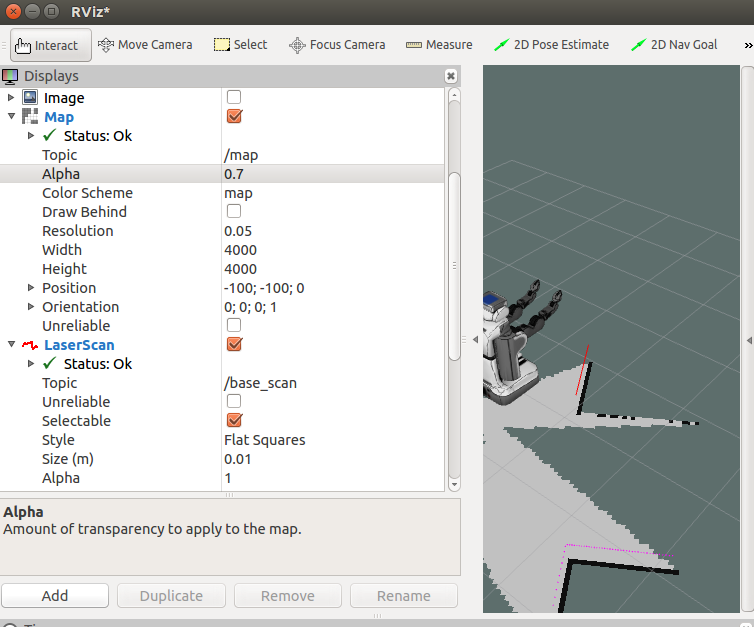 RViz*
Interact Move Camera Select Focus Camera Measure 2D Pose Estimate 2D Nav Goal »
Displays
Image
Map
Status: Ok
Topic /map
Alpha 0.7
Color Scheme map
Draw Behind
Resolution 0.05
Width 4000
Height 4000
Position -100; -100; 0
Orientation 0; 0; 0; 1
Unreliable
LaserScan
Status: Ok
Topic /base_scan
Unreliable
Selectable
Style Flat Squares
Size (m) 0.01
Alpha 1
Alpha
Amount of transparency to apply to the map.
Add Duplicate Remove Rename